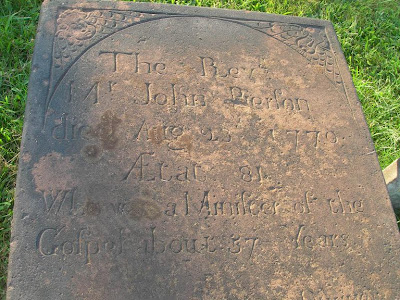 The Revd
Mr John Pierson
died Aug 23 1770.
Ætat 81
Who was a Minister of the
Gospel about 57 Years